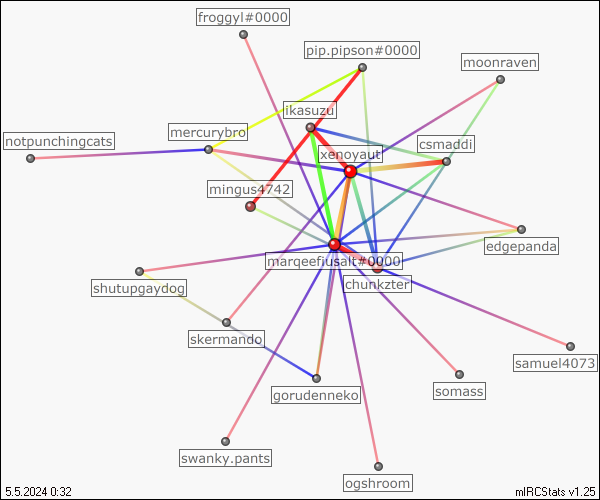 froggyl#0000
pip.pipson#0000
moonraven
ikasuzu
mercurybro
notpunchingcats
csmaddi
xenoyaut
mingus4742
edgepanda
marqeefiusalt#0000
chunkzter
shutupgaydog
skermando
samuel4073
somass
gorudenneko
swanky.pants
ogshroom
5.5.2024 0:32
mIRCStats v1.25